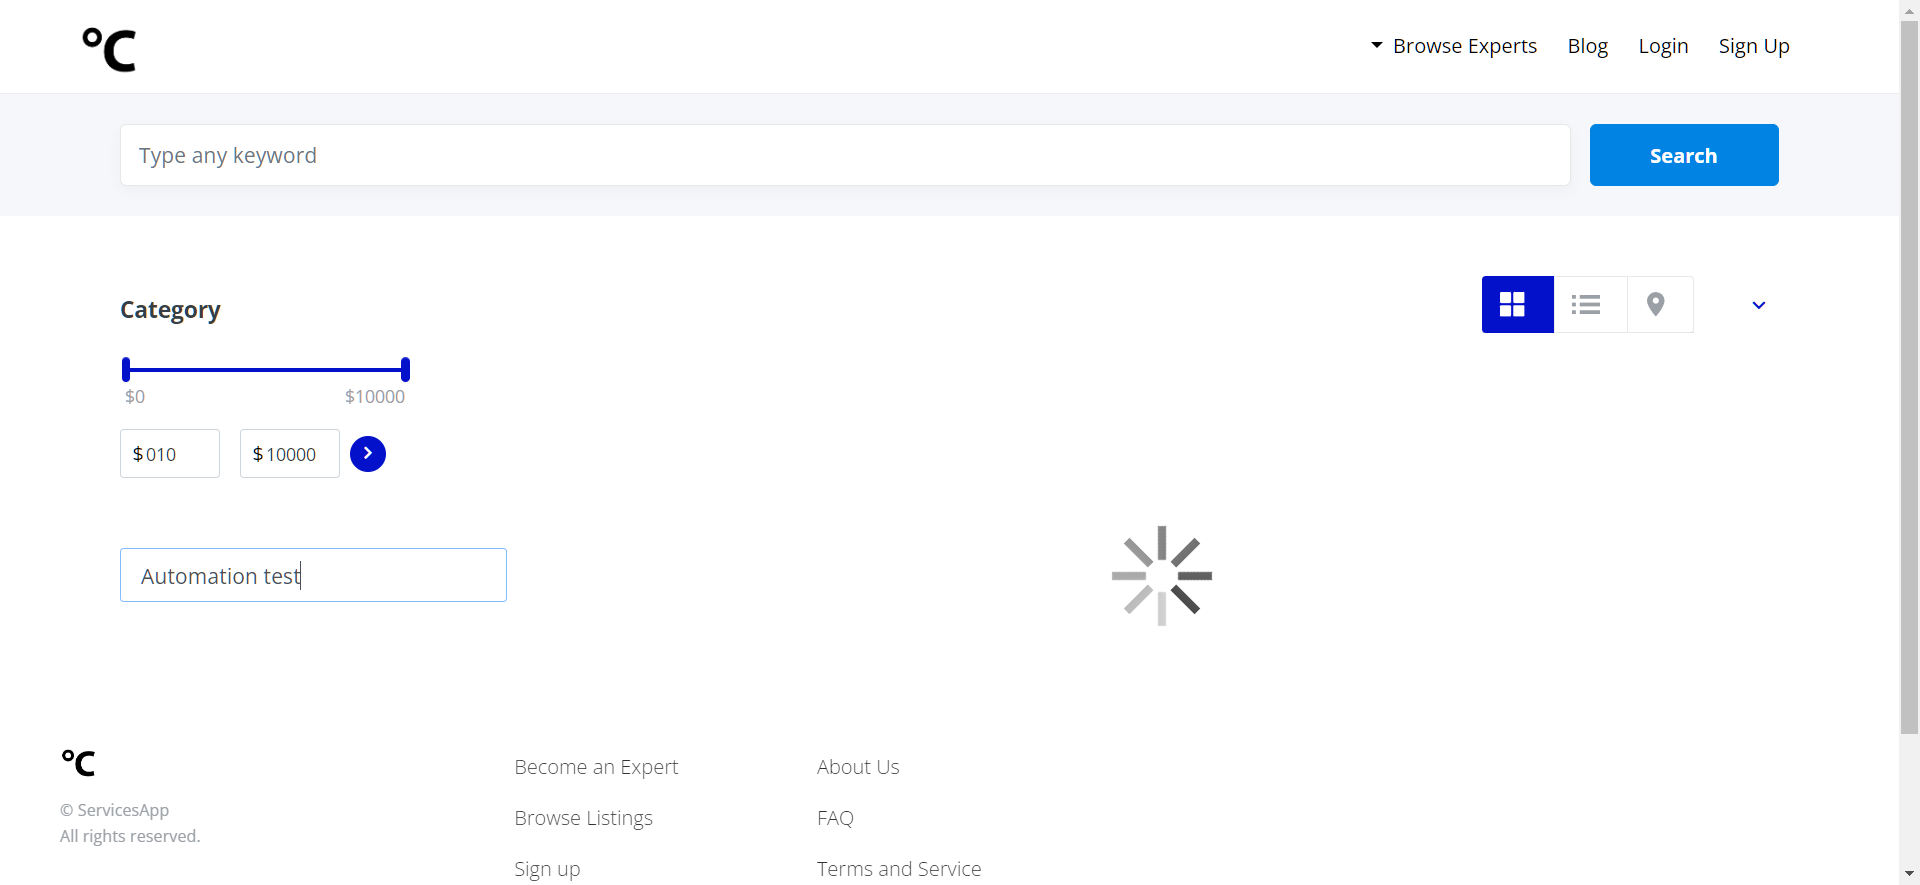 °C
Browse Experts Blog Login Sign Up
Type any keyword
Search
Category
$0 $10000
$010 $10000
Automation test
°C
© ServicesApp
All rights reserved.
Become an Expert
Browse Listings
Sign up
About Us
FAQ
Terms and Service